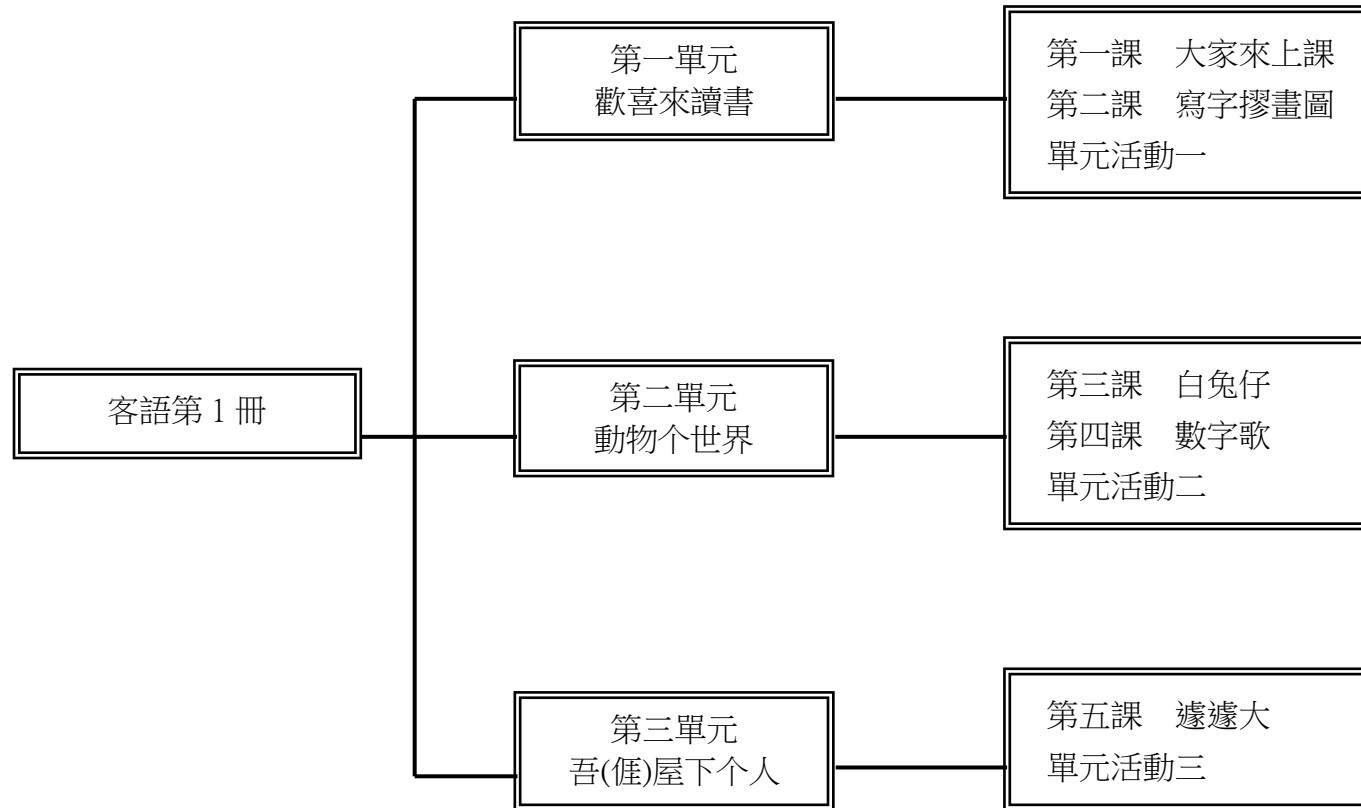 客語第 1 冊
第一單元
歡喜來讀書
第一課　大家來上課
第二課　寫字摎畫圖
單元活動一
第二單元
動物个世界
第三課　白兔仔
第四課　數字歌
單元活動二
第三單元
吾(𠊎)屋下个人
第五課　遽遽大
單元活動三